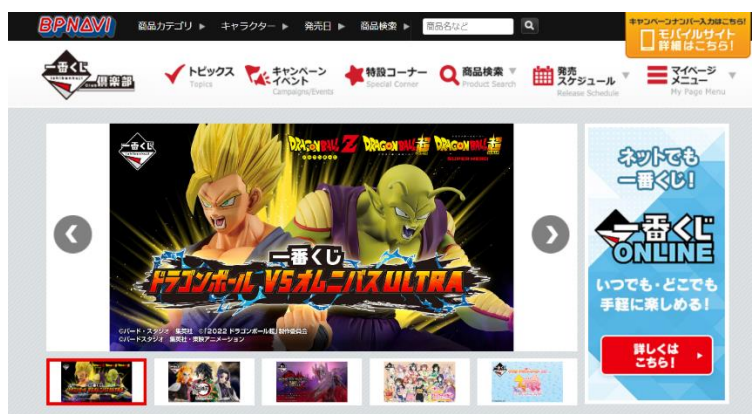 BPNAVI
商品カテゴリ ▶ キャラクター ▶ 発売日 ▶ 商品検索 ▶ 商品名など
キャンペーンナンバー入力はこちら!
モバイルサイト
詳細はこちら!
一番くじ
倶楽部
トピックス
Topics
キャンペーン
イベント
Campaigns/Events
特設コーナー
Special Corner
商品検索
Product Search
発売
スケジュール
Release Schedule
マイページ
メニュー
My Page Menu
一番くじ
DRAGON BALL Z DRAGON BALL超 DRAGON BALL超
SUPER HERO
一番くじ
ドラゴンボール VSオムニバスULTRA
©バード・スタジオ/集英社 ©「2022 ドラゴンボール超」製作委員会
©バードスタジオ/集英社・東映アニメーション
ネットでも
一番くじ!
一番くじ
ONLINE
いつでも・どこでも
手軽に楽しめる!
詳しくは
こちら!